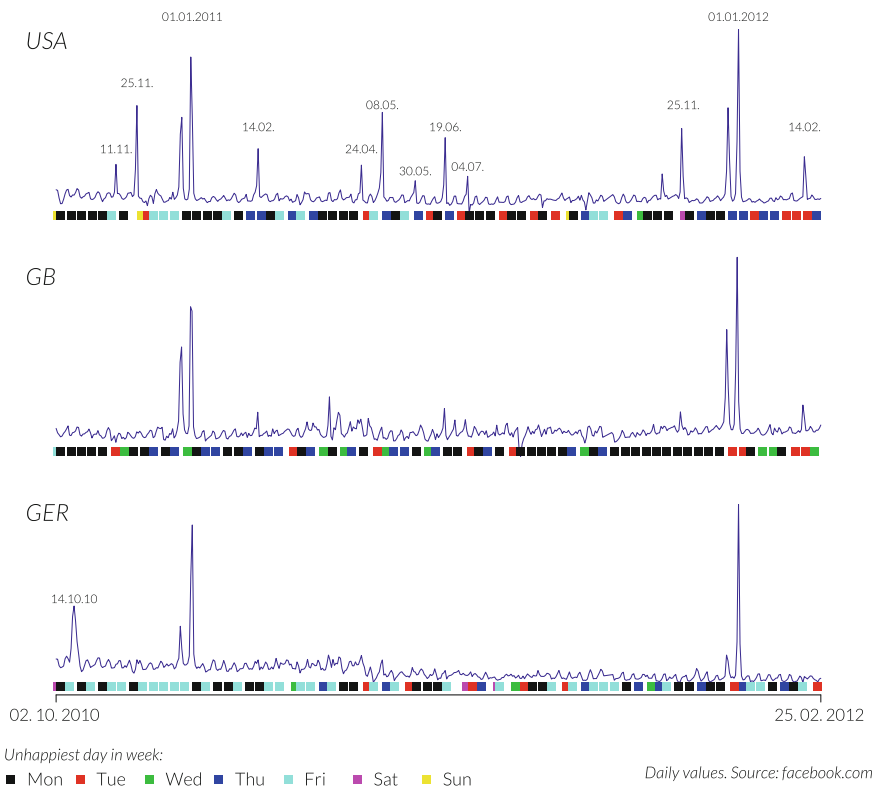 01.01.2011 01.01.2012
USA
25.11. 08.05. 25.11.
14.02. 19.06. 14.02.
11.11. 24.04. 30.05. 04.07.
GB
GER
14.10.10
02.10.2010 25.02.2012
Unhappiest day in week:
Mon Tue Wed Thu Fri Sat Sun
Daily values. Source: facebook.com